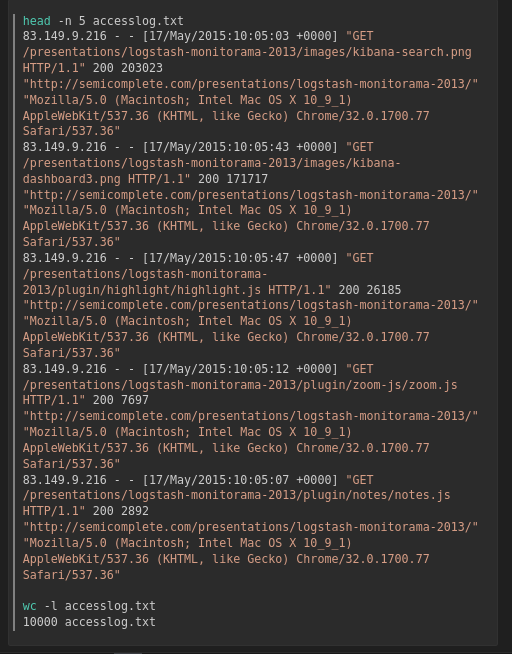 head -n 5 accesslog.txt
83.149.9.216 - - [17/May/2015:10:05:03 +0000] "GET
/presentations/logstash-monitorama-2013/images/kibana-search.png
HTTP/1.1" 200 203023
"http://semicomplete.com/presentations/logstash-monitorama-2013/"
"Mozilla/5.0 (Macintosh; Intel Mac OS X 10_9_1)
AppleWebKit/537.36 (KHTML, like Gecko) Chrome/32.0.1700.77
Safari/537.36"
83.149.9.216 - - [17/May/2015:10:05:43 +0000] "GET
/presentations/logstash-monitorama-2013/images/kibana-
dashboard3.png HTTP/1.1" 200 171717
"http://semicomplete.com/presentations/logstash-monitorama-2013/"
"Mozilla/5.0 (Macintosh; Intel Mac OS X 10_9_1)
AppleWebKit/537.36 (KHTML, like Gecko) Chrome/32.0.1700.77
Safari/537.36"
83.149.9.216 - - [17/May/2015:10:05:47 +0000] "GET
/presentations/logstash-monitorama-
2013/plugin/highlight/highlight.js HTTP/1.1" 200 26185
"http://semicomplete.com/presentations/logstash-monitorama-2013/"
"Mozilla/5.0 (Macintosh; Intel Mac OS X 10_9_1)
AppleWebKit/537.36 (KHTML, like Gecko) Chrome/32.0.1700.77
Safari/537.36"
83.149.9.216 - - [17/May/2015:10:05:12 +0000] "GET
/presentations/logstash-monitorama-2013/plugin/zoom-js/zoom.js
HTTP/1.1" 200 7697
"http://semicomplete.com/presentations/logstash-monitorama-2013/"
"Mozilla/5.0 (Macintosh; Intel Mac OS X 10_9_1)
AppleWebKit/537.36 (KHTML, like Gecko) Chrome/32.0.1700.77
Safari/537.36"
83.149.9.216 - - [17/May/2015:10:05:07 +0000] "GET
/presentations/logstash-monitorama-2013/plugin/notes/notes.js
HTTP/1.1" 200 2892
"http://semicomplete.com/presentations/logstash-monitorama-2013/"
"Mozilla/5.0 (Macintosh; Intel Mac OS X 10_9_1)
AppleWebKit/537.36 (KHTML, like Gecko) Chrome/32.0.1700.77
Safari/537.36"
wc -l accesslog.txt
10000 accesslog.txt